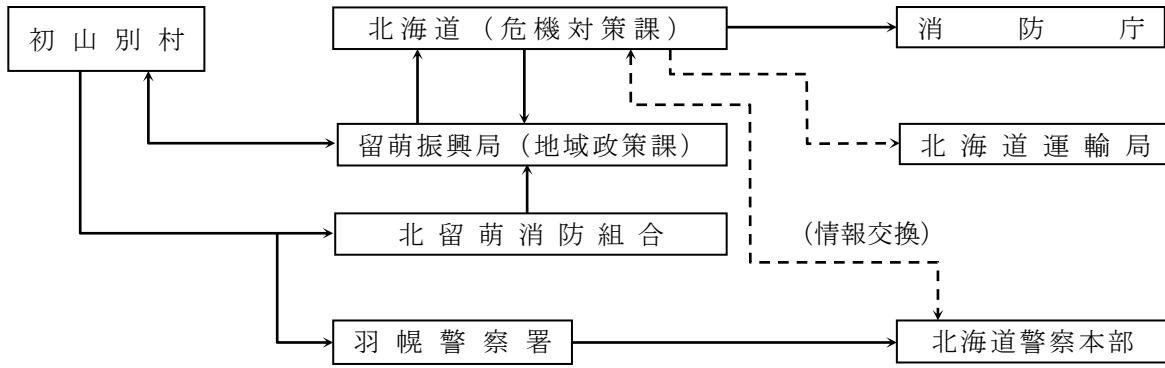 初山別村
北海道（危機対策課）
消防庁
留萌振興局（地域政策課）
北海道運輸局
北留萌消防組合
（情報交換）
羽幌警察署
北海道警察本部